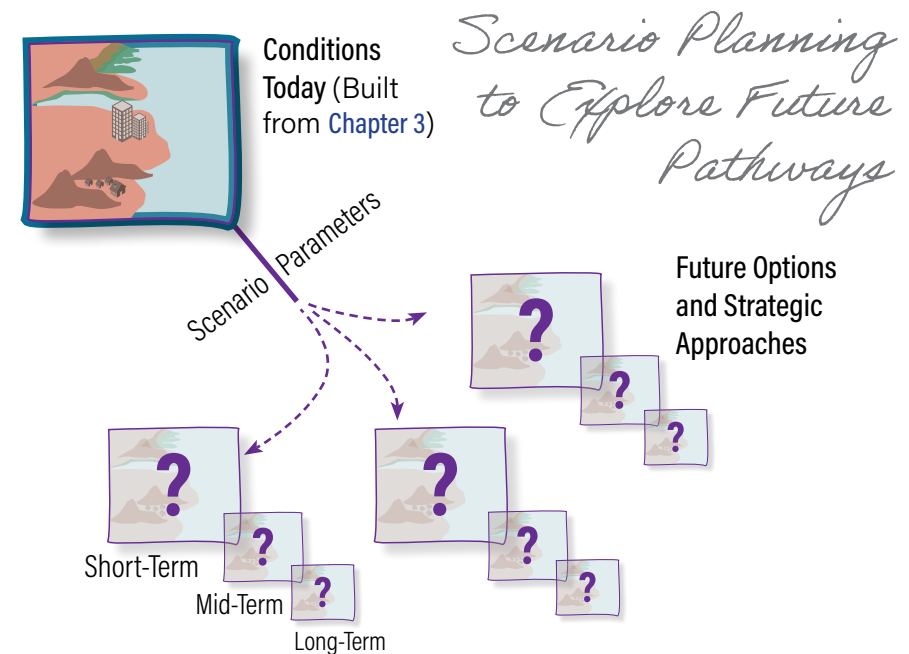 Scenario Planning
to Explore Future
Pathways
Conditions
Today (Built
from Chapter 3)
Scenario Parameters
Future Options
and Strategic
Approaches
?
?
?
?
?
?
?
?
?
Short-Term
Mid-Term
Long-Term